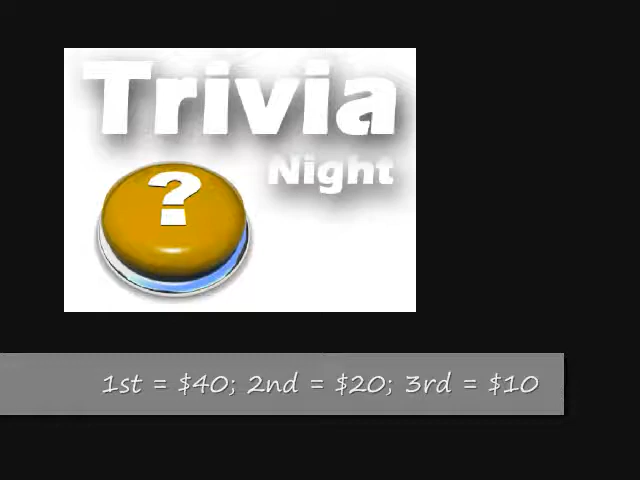 Trivia
Night
?
1st = $40; 2nd = $20; 3rd = $10